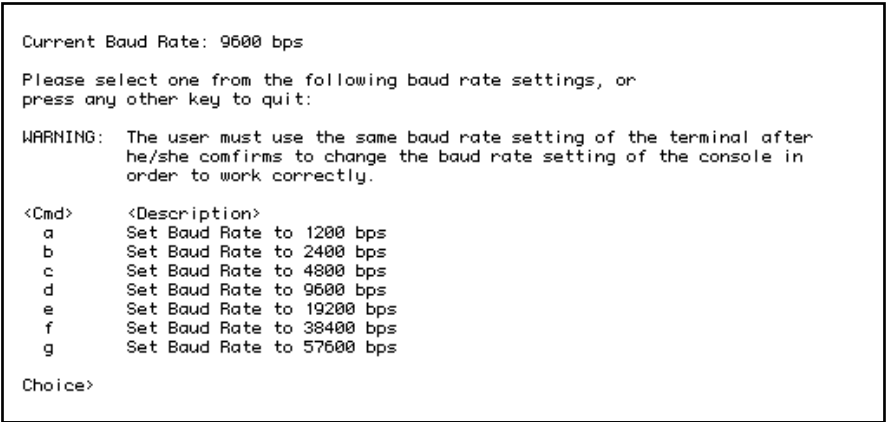 Current Baud Rate: 9600 bps
Please select one from the following baud rate settings, or
press any other key to quit:
WARNING: The user must use the same baud rate setting of the terminal after
he/she comfirms to change the baud rate setting of the console in
order to work correctly.
<Cmd> <Description>
a Set Baud Rate to 1200 bps
b Set Baud Rate to 2400 bps
c Set Baud Rate to 4800 bps
d Set Baud Rate to 9600 bps
e Set Baud Rate to 19200 bps
f Set Baud Rate to 38400 bps
g Set Baud Rate to 57600 bps
Choice>